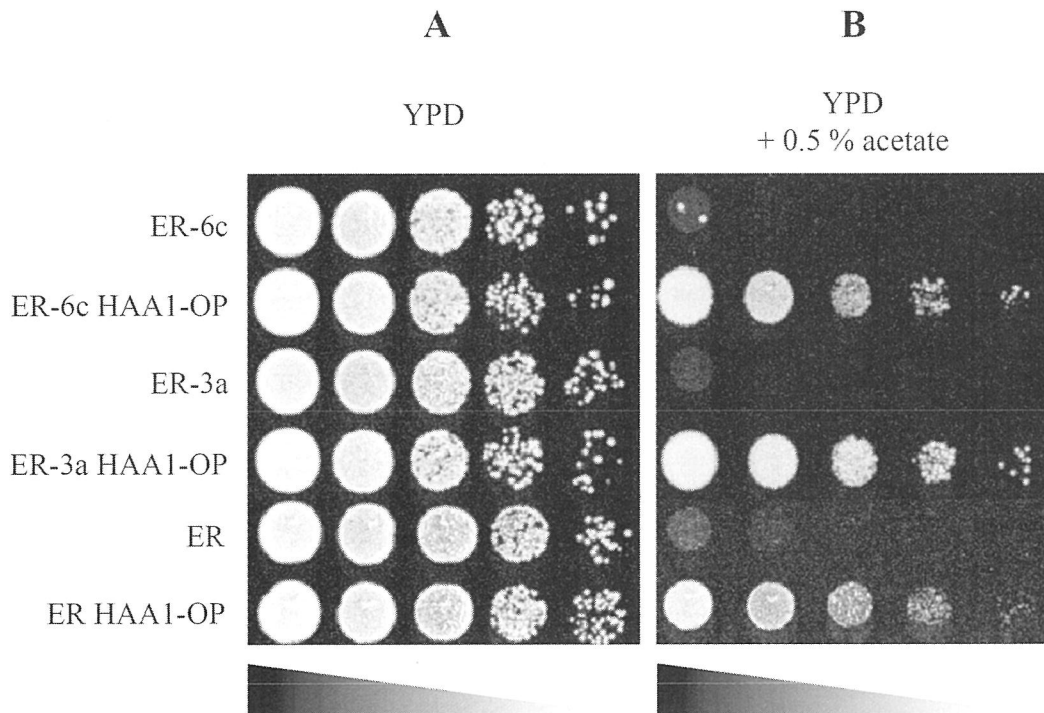 A
B
YPD
YPD
+ 0.5 % acetate
ER-6c
ER-6c HAA1-OP
ER-3a
ER-3a HAA1-OP
ER
ER HAA1-OP